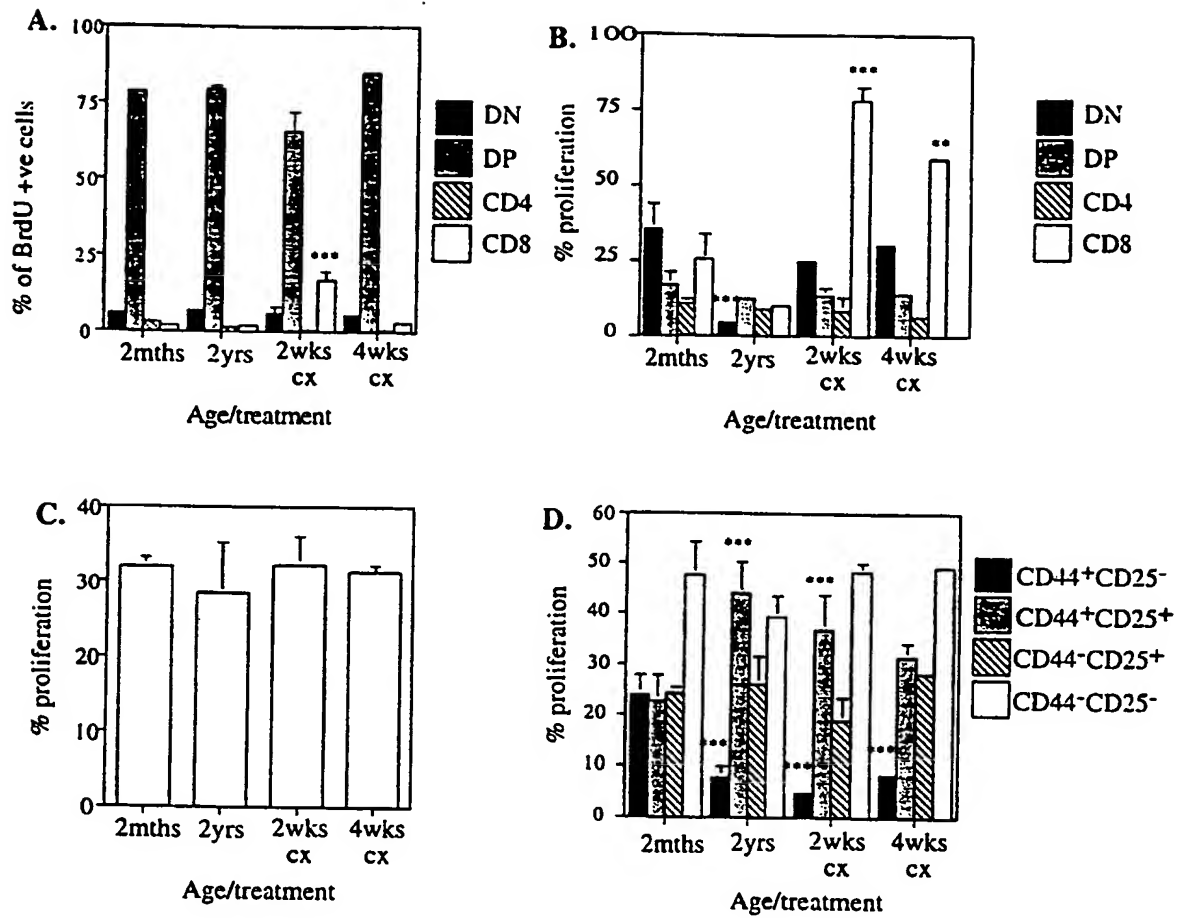 A.
100
75
50
25
0
% of BrdU +ve cells
2mths 2yrs 2wks 4wks
cx cx
Age/treatment
***
DN
DP
CD4
CD8
B.
100
75
50
25
0
% proliferation
2mths 2yrs 2wks 4wks
cx cx
Age/treatment
***
***
**
DN
DP
CD4
CD8
C.
40
30
20
10
0
% proliferation
2mths 2yrs 2wks 4wks
cx cx
Age/treatment
D.
60
50
40
30
20
10
0
% proliferation
2mths 2yrs 2wks 4wks
cx cx
Age/treatment
***
***
***
***
***
CD44+CD25-
CD44+CD25+
CD44-CD25+
CD44-CD25-